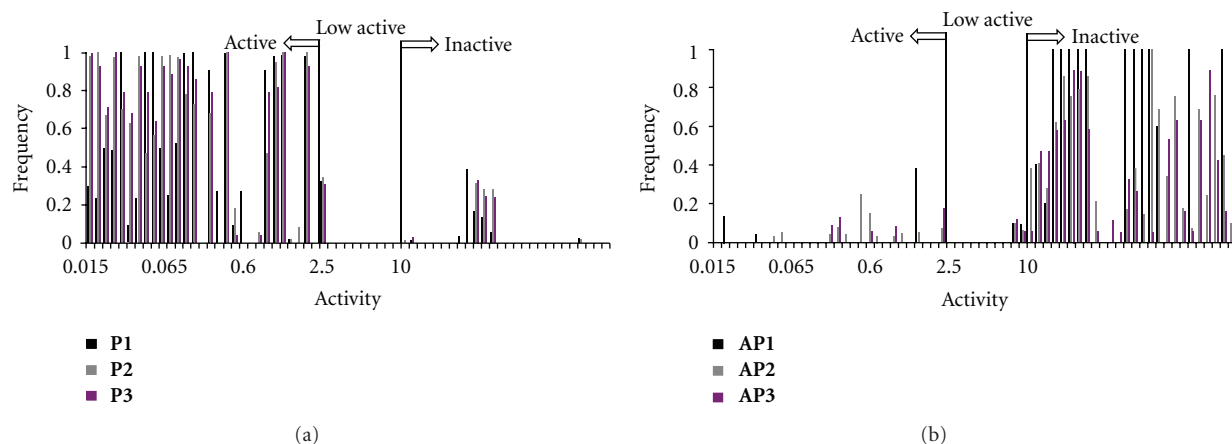 Low active
Active
Inactive
1
0.8
0.6
0.4
0.2
0
Frequency
0.015
0.065
0.6
2.5
10
Activity
P1
P2
P3
(a)
Low active
Active
Inactive
1
0.8
0.6
0.4
0.2
0
Frequency
0.015
0.065
0.6
2.5
10
Activity
AP1
AP2
AP3
(b)